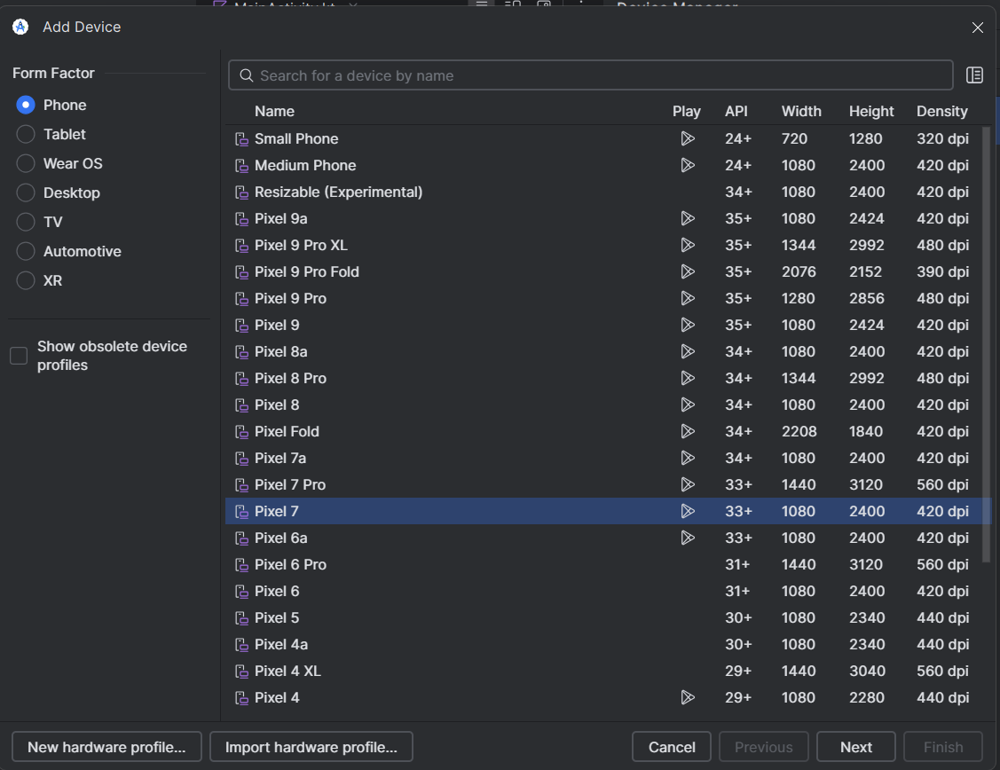 Add Device
Form Factor
Phone
Tablet
Wear OS
Desktop
TV
Automotive
XR
Show obsolete device
profiles
Search for a device by name
Name Play API Width Height Density
Small Phone 24+ 720 1280 320 dpi
Medium Phone 24+ 1080 2400 420 dpi
Resizable (Experimental) 34+ 1080 2400 420 dpi
Pixel 9a 35+ 1080 2424 420 dpi
Pixel 9 Pro XL 35+ 1344 2992 480 dpi
Pixel 9 Pro Fold 35+ 2076 2152 390 dpi
Pixel 9 Pro 35+ 1280 2856 480 dpi
Pixel 9 35+ 1080 2424 420 dpi
Pixel 8a 34+ 1080 2400 420 dpi
Pixel 8 Pro 34+ 1344 2992 480 dpi
Pixel 8 34+ 1080 2400 420 dpi
Pixel Fold 34+ 2208 1840 420 dpi
Pixel 7a 34+ 1080 2400 420 dpi
Pixel 7 Pro 33+ 1440 3120 560 dpi
Pixel 7 33+ 1080 2400 420 dpi
Pixel 6a 33+ 1080 2400 420 dpi
Pixel 6 Pro 31+ 1440 3120 560 dpi
Pixel 6 31+ 1080 2400 420 dpi
Pixel 5 30+ 1080 2340 440 dpi
Pixel 4a 30+ 1080 2340 440 dpi
Pixel 4 XL 29+ 1440 3040 560 dpi
Pixel 4 29+ 1080 2280 440 dpi
New hardware profile... Import hardware profile... Cancel Previous Next Finish